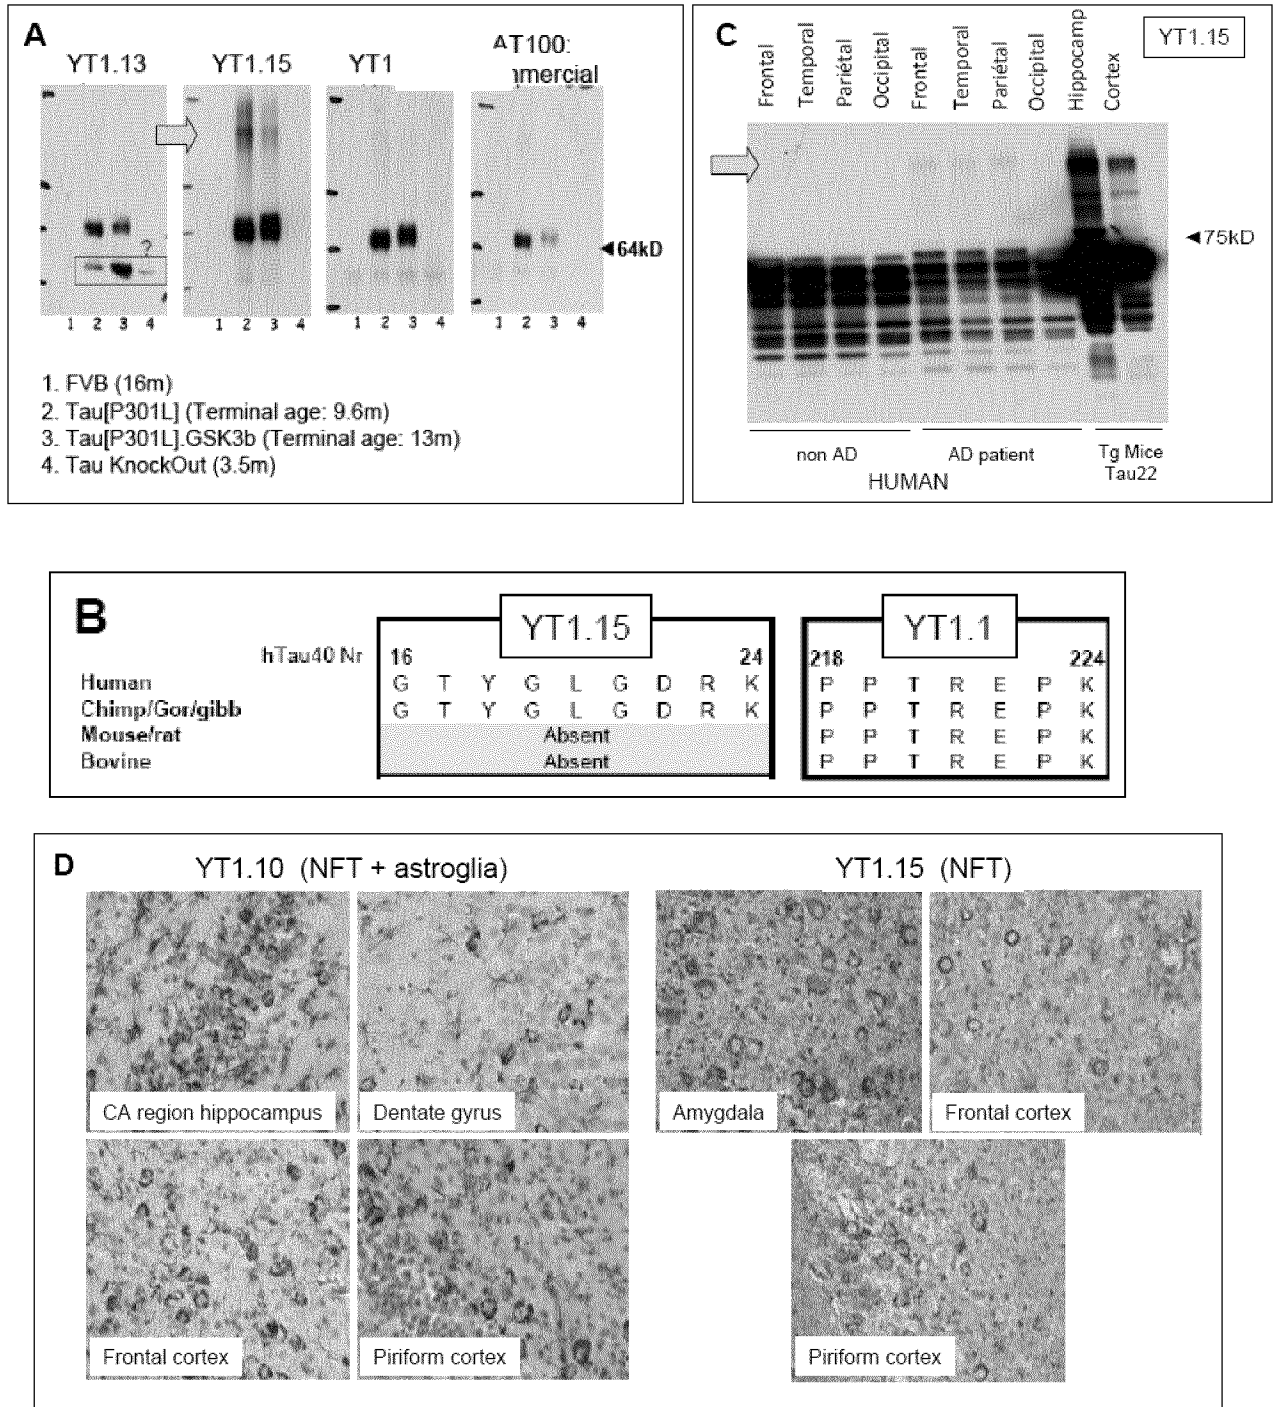 A
YT1.13
YT1.15
YT1
AT100:
mercial
?
64kD
1 2 3 4
1 2 3 4
1 2 3 4
1 2 3 4
1. FVB (16m)
2. Tau[P301L] (Terminal age: 9.6m)
3. Tau[P301L].GSK3b (Terminal age: 13m)
4. Tau KnockOut (3.5m)
C
YT1.15
Frontal
Temporal
Pariétal
Occipital
Frontal
Temporal
Pariétal
Occipital
Hippocamp
Cortex
75kD
non AD
AD patient
Tg Mice
Tau22
HUMAN
B
YT1.15
YT1.1
hTau40 Nr 16 24 218 224
Human G T Y G L G D R K P P T R E P K
Chimp/Gor/gibb G T Y G L G D R K P P T R E P K
Mouse/rat Absent P P T R E P K
Bovine Absent P P T R E P K
D
YT1.10 (NFT + astroglia)
YT1.15 (NFT)
CA region hippocampus
Dentate gyrus
Amygdala
Frontal cortex
Frontal cortex
Piriform cortex
Piriform cortex